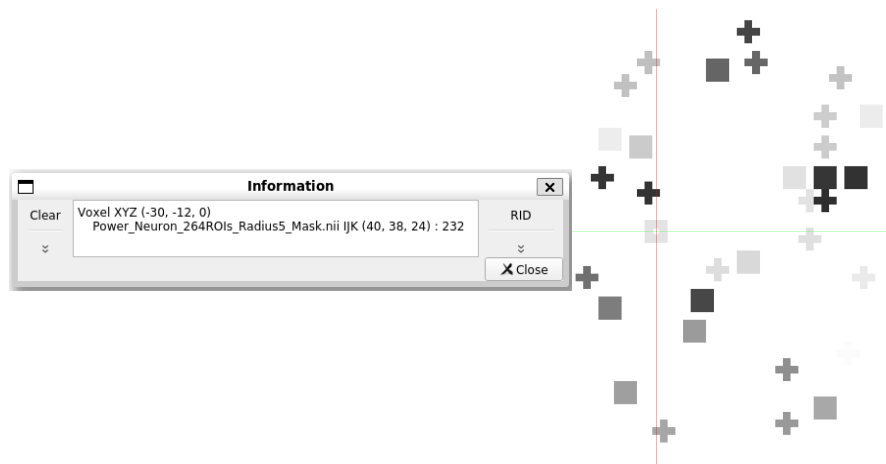 Information
Clear
Voxel XYZ (-30, -12, 0)
Power_Neuron_264ROIs_Radius5_Mask.nii IJK (40, 38, 24) : 232
RID
Close